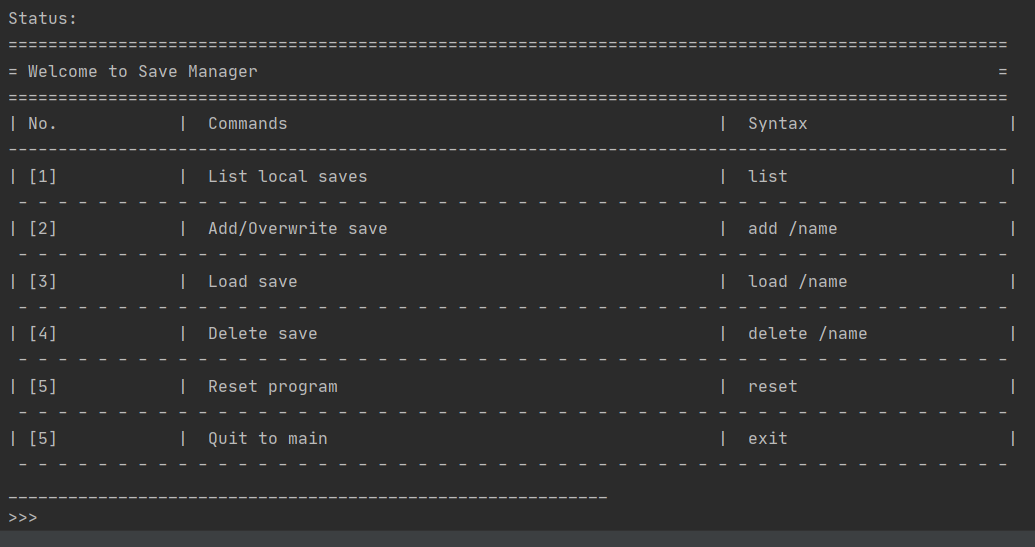 Status:
====================================================================================================
= Welcome to Save Manager                                                                          =
====================================================================================================
| No.            |  Commands                                           |  Syntax                    |
----------------------------------------------------------------------------------------------------
| [1]            |  List local saves                                   |  list                      |
 - - - - - - - - - - - - - - - - - - - - - - - - - - - - - - - - - - - - - - - - - - - - - - - - - -
| [2]            |  Add/Overwrite save                                 |  add /name                 |
 - - - - - - - - - - - - - - - - - - - - - - - - - - - - - - - - - - - - - - - - - - - - - - - - - -
| [3]            |  Load save                                          |  load /name                |
 - - - - - - - - - - - - - - - - - - - - - - - - - - - - - - - - - - - - - - - - - - - - - - - - - -
| [4]            |  Delete save                                        |  delete /name              |
 - - - - - - - - - - - - - - - - - - - - - - - - - - - - - - - - - - - - - - - - - - - - - - - - - -
| [5]            |  Reset program                                      |  reset                     |
 - - - - - - - - - - - - - - - - - - - - - - - - - - - - - - - - - - - - - - - - - - - - - - - - - -
| [5]            |  Quit to main                                       |  exit                      |
 - - - - - - - - - - - - - - - - - - - - - - - - - - - - - - - - - - - - - - - - - - - - - - - - - -
____________________________________________________________
>>>